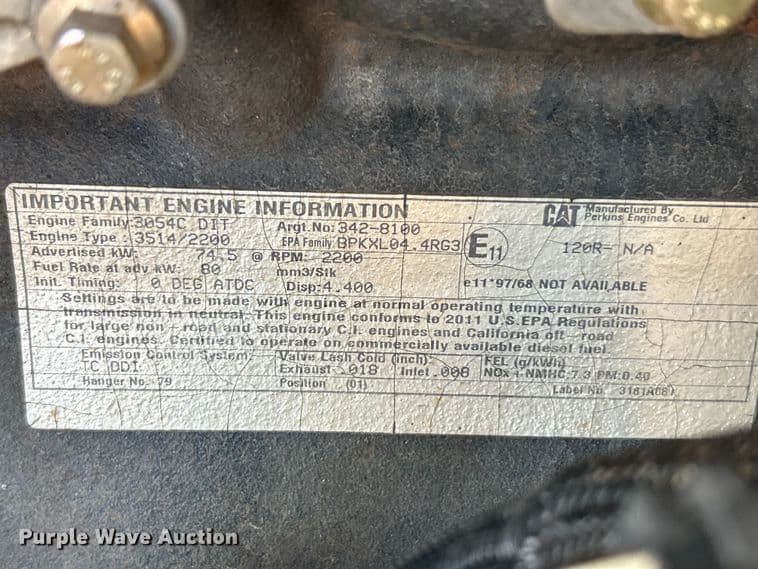 IMPORTANT ENGINE INFORMATION
CAT Manufactured By
Perkins Engines Co. Ltd
Engine Family: 3054C DIT Argt.No: 342-8100
Engine Type : 3514/2200 EPA Family BPKXL04.4RG3 E11 120R- N/A
Advertised kW: 74.5 @ RPM: 2200
Fuel Rate at adv kW: 80 mm3/Stk
Init. Timing: 0 DEG ATDC Disp: 4.400 e11*97/68 NOT AVAILABLE
Settings are to be made with engine at normal operating temperature with
transmission in neutral. This engine conforms to 2011 U.S.EPA Regulations
for large non - road and stationary C.I. engines and California off - road
C.I. engines. Certified to operate on commercially available diesel fuel.
Emission Control System: Valve Lash Cold (inch): FEL (g/kWh)
TC DDI Exhaust .018 Inlet .008 NOx + NMHC:7.3 PM:0.40
Hanger No. 79 Position (01) Label No. 3181A081
Purple Wave Auction